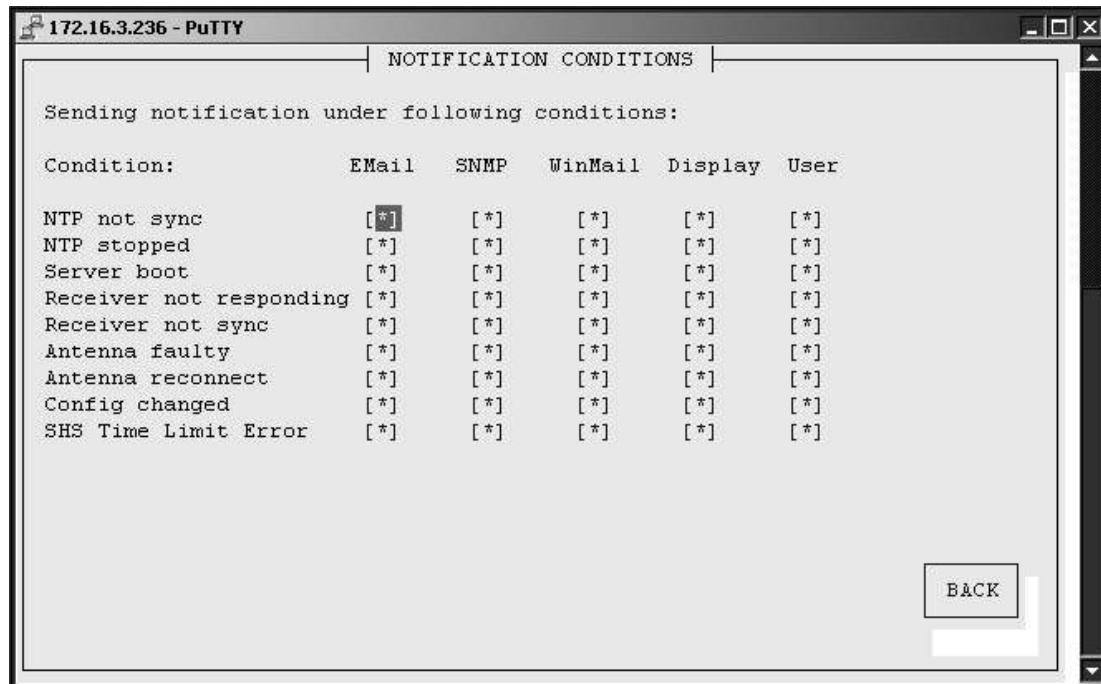 172.16.3.236 - PuTTY
NOTIFICATION CONDITIONS
Sending notification under following conditions:
Condition: EMail SNMP WinMail Display User
NTP not sync [*] [*] [*] [*] [*]
NTP stopped [*] [*] [*] [*] [*]
Server boot [*] [*] [*] [*] [*]
Receiver not responding [*] [*] [*] [*] [*]
Receiver not sync [*] [*] [*] [*] [*]
Antenna faulty [*] [*] [*] [*] [*]
Antenna reconnect [*] [*] [*] [*] [*]
Config changed [*] [*] [*] [*] [*]
SHS Time Limit Error [*] [*] [*] [*] [*]
BACK